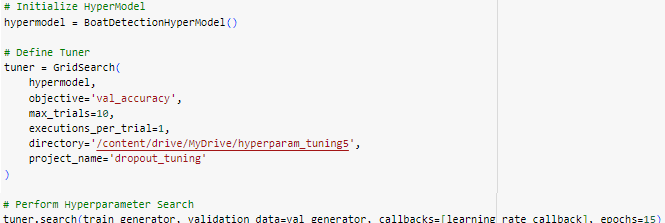 # Initialize HyperModel
hypermodel = BoatDetectionHyperModel()
# Define Tuner
tuner = GridSearch(
    hypermodel,
    objective='val_accuracy',
    max_trials=10,
    executions_per_trial=1,
    directory='/content/drive/MyDrive/hyperparam_tuning5',
    project_name='dropout_tuning'
)
# Perform Hyperparameter Search
tuner.search(train_generator, validation_data=val_generator, callbacks=[learning_rate_callback], epochs=15)